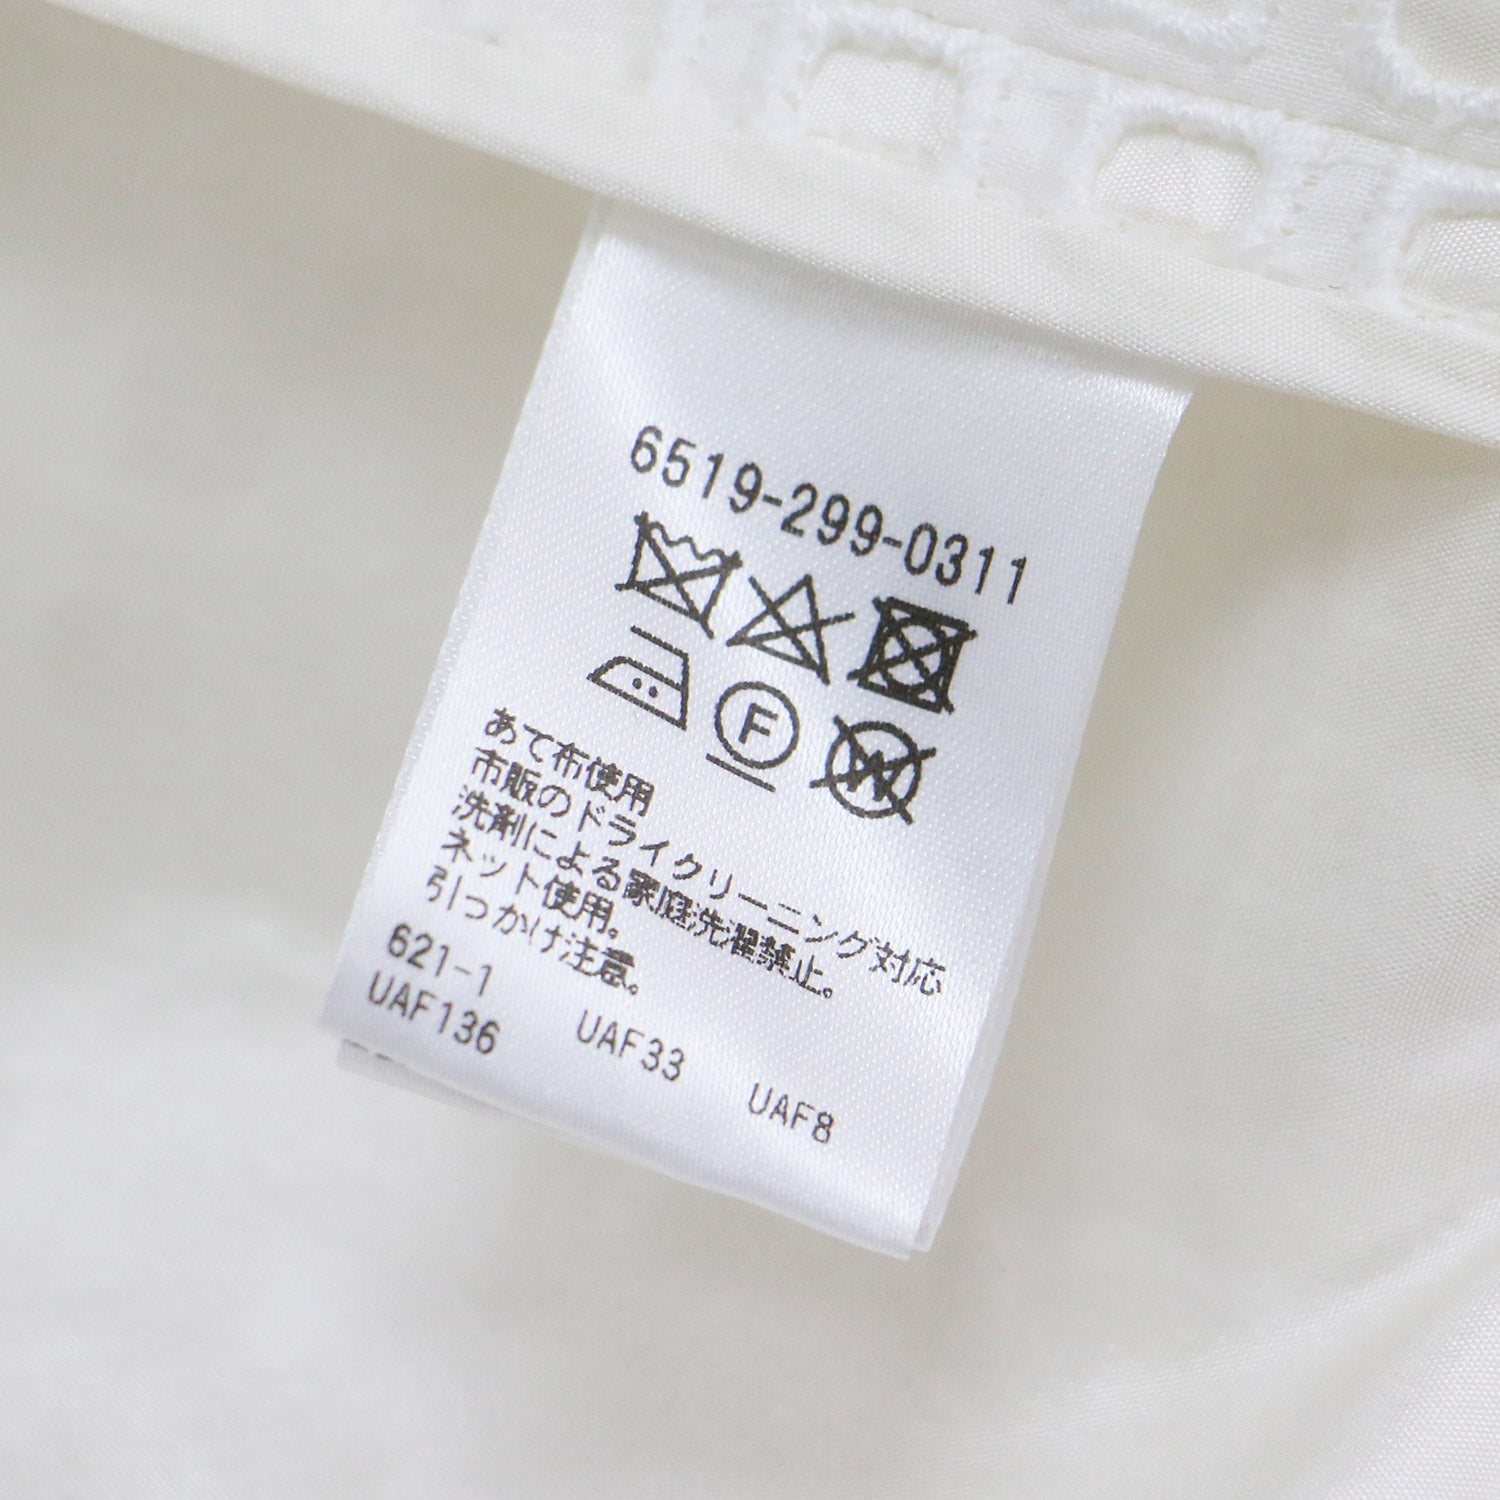 6519-299-0311
F
W
あて布使用
市販のドライクリーニング対応
洗剤による家庭洗濯禁止。
ネット使用。
引つかけ注意。
621-1
UAF136 UAF33 UAF8